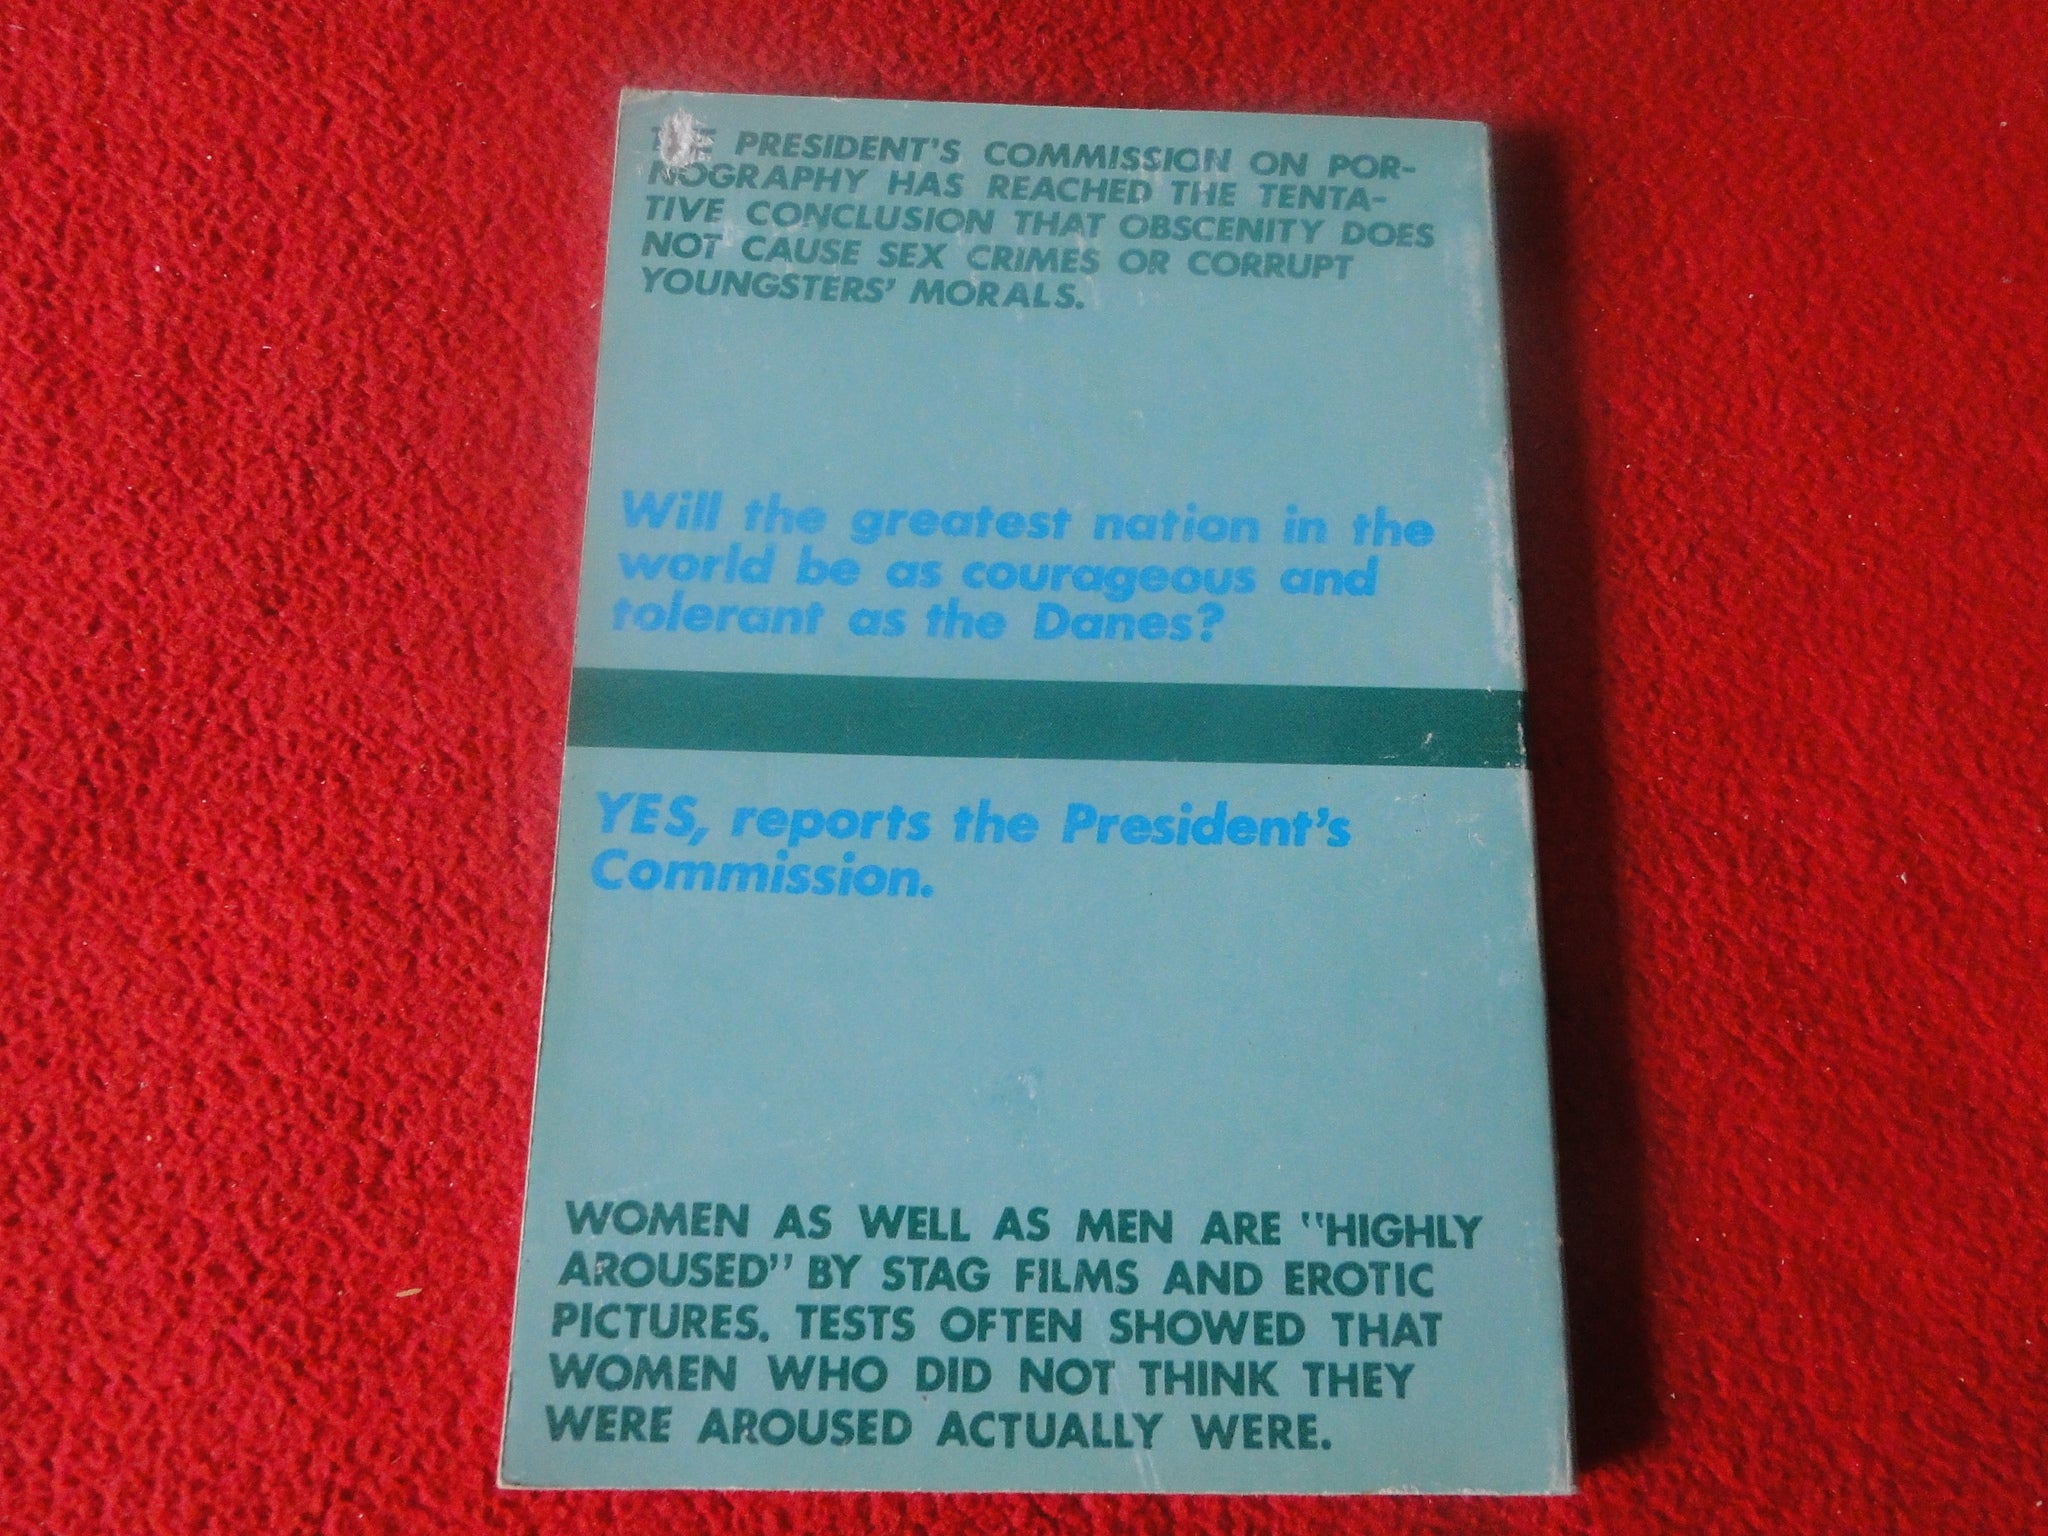 THE PRESIDENT'S COMMISSION ON POR-
NOGRAPHY HAS REACHED THE TENTA-
TIVE CONCLUSION THAT OBSCENITY DOES
NOT CAUSE SEX CRIMES OR CORRUPT
YOUNGSTERS' MORALS.
Will the greatest nation in the
world be as courageous and
tolerant as the Danes?
YES, reports the President's
Commission.
WOMEN AS WELL AS MEN ARE "HIGHLY
AROUSED" BY STAG FILMS AND EROTIC
PICTURES. TESTS OFTEN SHOWED THAT
WOMEN WHO DID NOT THINK THEY
WERE AROUSED ACTUALLY WERE.